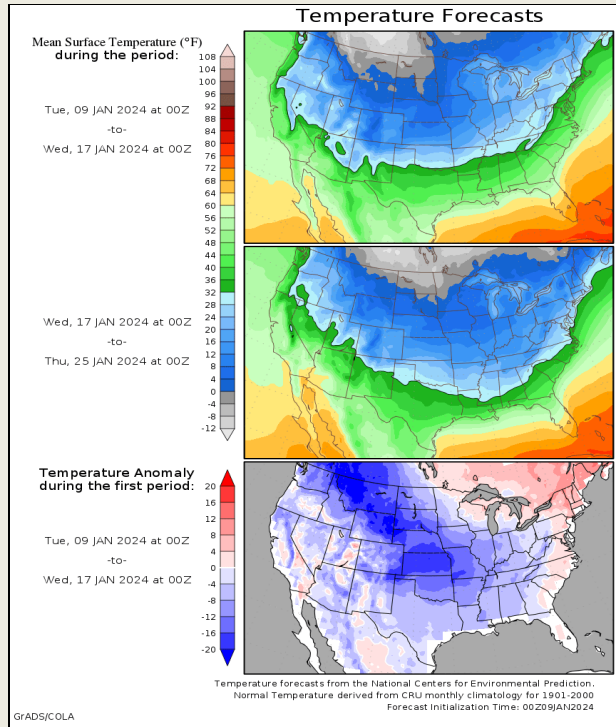 Temperature Forecasts
Mean Surface Temperature (°F)
during the period:
Tue, 09 JAN 2024 at 00Z
-to-
Wed, 17 JAN 2024 at 00Z
108
104
100
96
92
88
84
80
76
72
68
64
60
56
52
48
44
40
36
32
28
24
20
16
12
8
4
0
-4
-8
-12
Wed, 17 JAN 2024 at 00Z
-to-
Thu, 25 JAN 2024 at 00Z
Temperature Anomaly
during the first period:
Tue, 09 JAN 2024 at 00Z
-to-
Wed, 17 JAN 2024 at 00Z
20
16
12
8
4
0
-4
-8
-12
-16
-20
Temperature forecasts from the National Centers for Environmental Prediction.
Normal Temperature derived from CRU monthly climatology for 1901-2000
Forecast Initialization Time: 00Z09JAN2024
GrADS/COLA